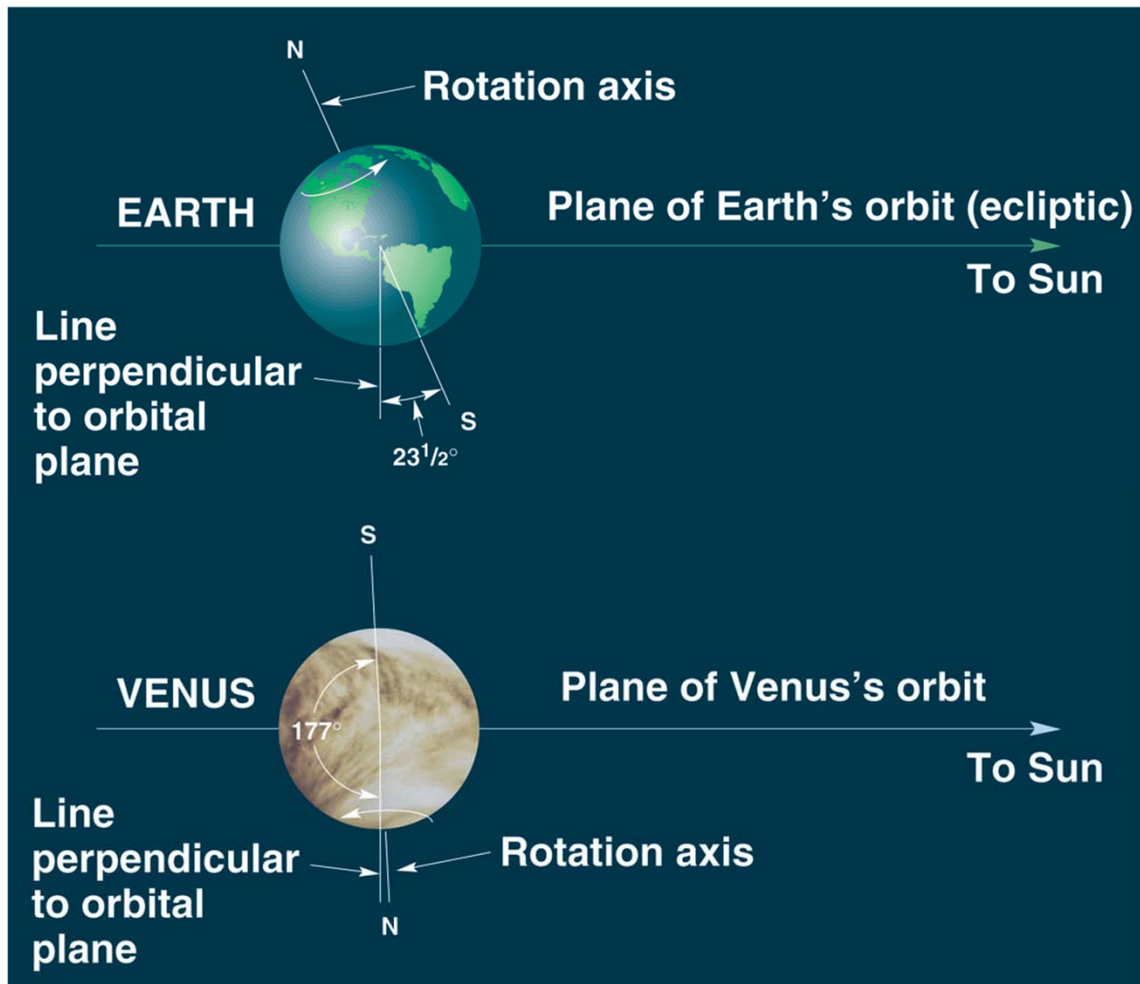 N
Rotation axis
EARTH
Plane of Earth’s orbit (ecliptic)
To Sun
Line
perpendicular
to orbital
plane
S
23 1/2°
S
VENUS
Plane of Venus’s orbit
177°
To Sun
Line
perpendicular
to orbital
plane
Rotation axis
N